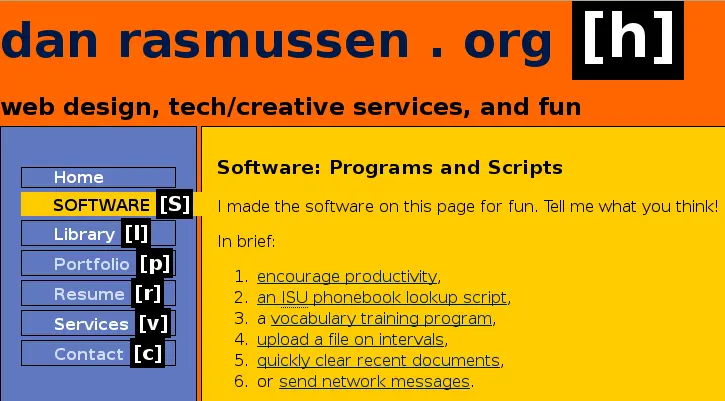 dan rasmussen . org [h]
web design, tech/creative services, and fun
Home
SOFTWARE [S]
Library [l]
Portfolio [p]
Resume [r]
Services [v]
Contact [c]
Software: Programs and Scripts
I made the software on this page for fun. Tell me what you think!
In brief:
1. encourage productivity,
2. an ISU phonebook lookup script,
3. a vocabulary training program,
4. upload a file on intervals,
5. quickly clear recent documents,
6. or send network messages.